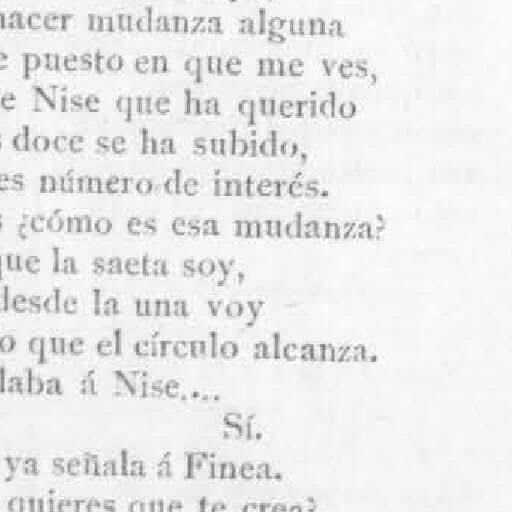 hacer mudanza alguna
e puesto en que me ves,
e Nise que ha querido
s doce se ha subido,
es número de interés.
s ¿cómo es esa mudanza?
que la saeta soy,
desde la una voy
o que el círculo alcanza.
laba á Nise....
Sí.
ya señala á Finea.
quieres que te crea?